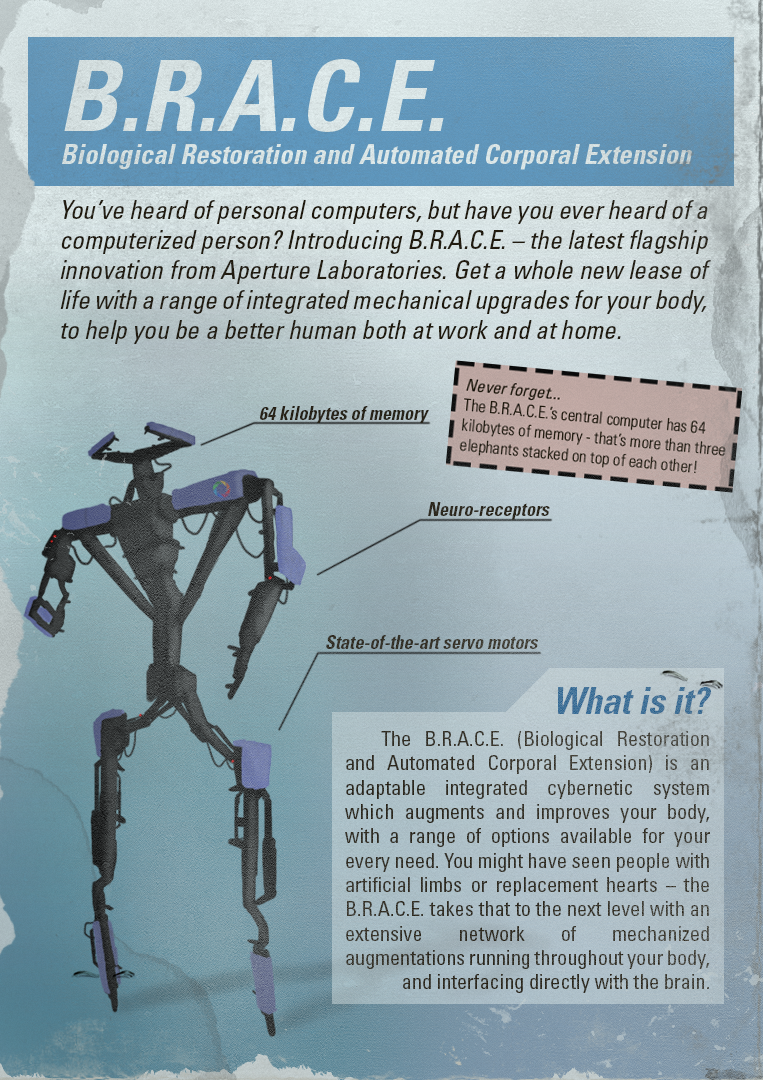 B.R.A.C.E.
Biological Restoration and Automated Corporal Extension
You've heard of personal computers, but have you ever heard of a
computerized person? Introducing B.R.A.C.E. – the latest flagship
innovation from Aperture Laboratories. Get a whole new lease of
life with a range of integrated mechanical upgrades for your body,
to help you be a better human both at work and at home.
64 kilobytes of memory
Never forget...
The B.R.A.C.E.'s central computer has 64
kilobytes of memory - that's more than three
elephants stacked on top of each other!
Neuro-receptors
State-of-the-art servo motors
What is it?
The B.R.A.C.E. (Biological Restoration
and Automated Corporal Extension) is an
adaptable integrated cybernetic system
which augments and improves your body,
with a range of options available for your
every need. You might have seen people with
artificial limbs or replacement hearts – the
B.R.A.C.E. takes that to the next level with an
extensive network of mechanized
augmentations running throughout your body,
and interfacing directly with the brain.